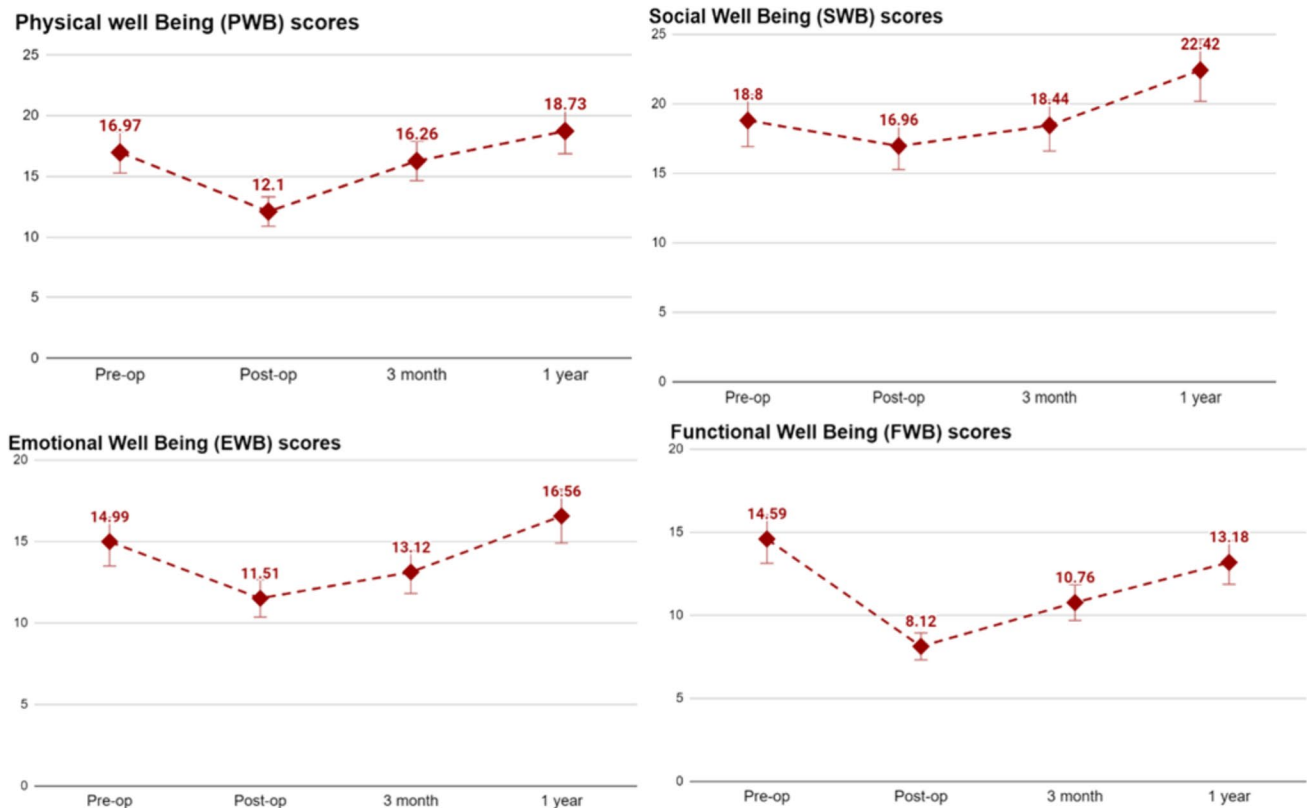 Physical well Being (PWB) scores
25
20
15
10
5
0
16.97
12.1
16.26
18.73
Pre-op
Post-op
3 month
1 year
Social Well Being (SWB) scores
25
20
15
10
5
0
18.8
16.96
18.44
22.42
Pre-op
Post-op
3 month
1 year
Emotional Well Being (EWB) scores
20
15
10
5
0
14.99
11.51
13.12
16.56
Pre-op
Post-op
3 month
1 year
Functional Well Being (FWB) scores
20
15
10
5
0
14.59
8.12
10.76
13.18
Pre-op
Post-op
3 month
1 year